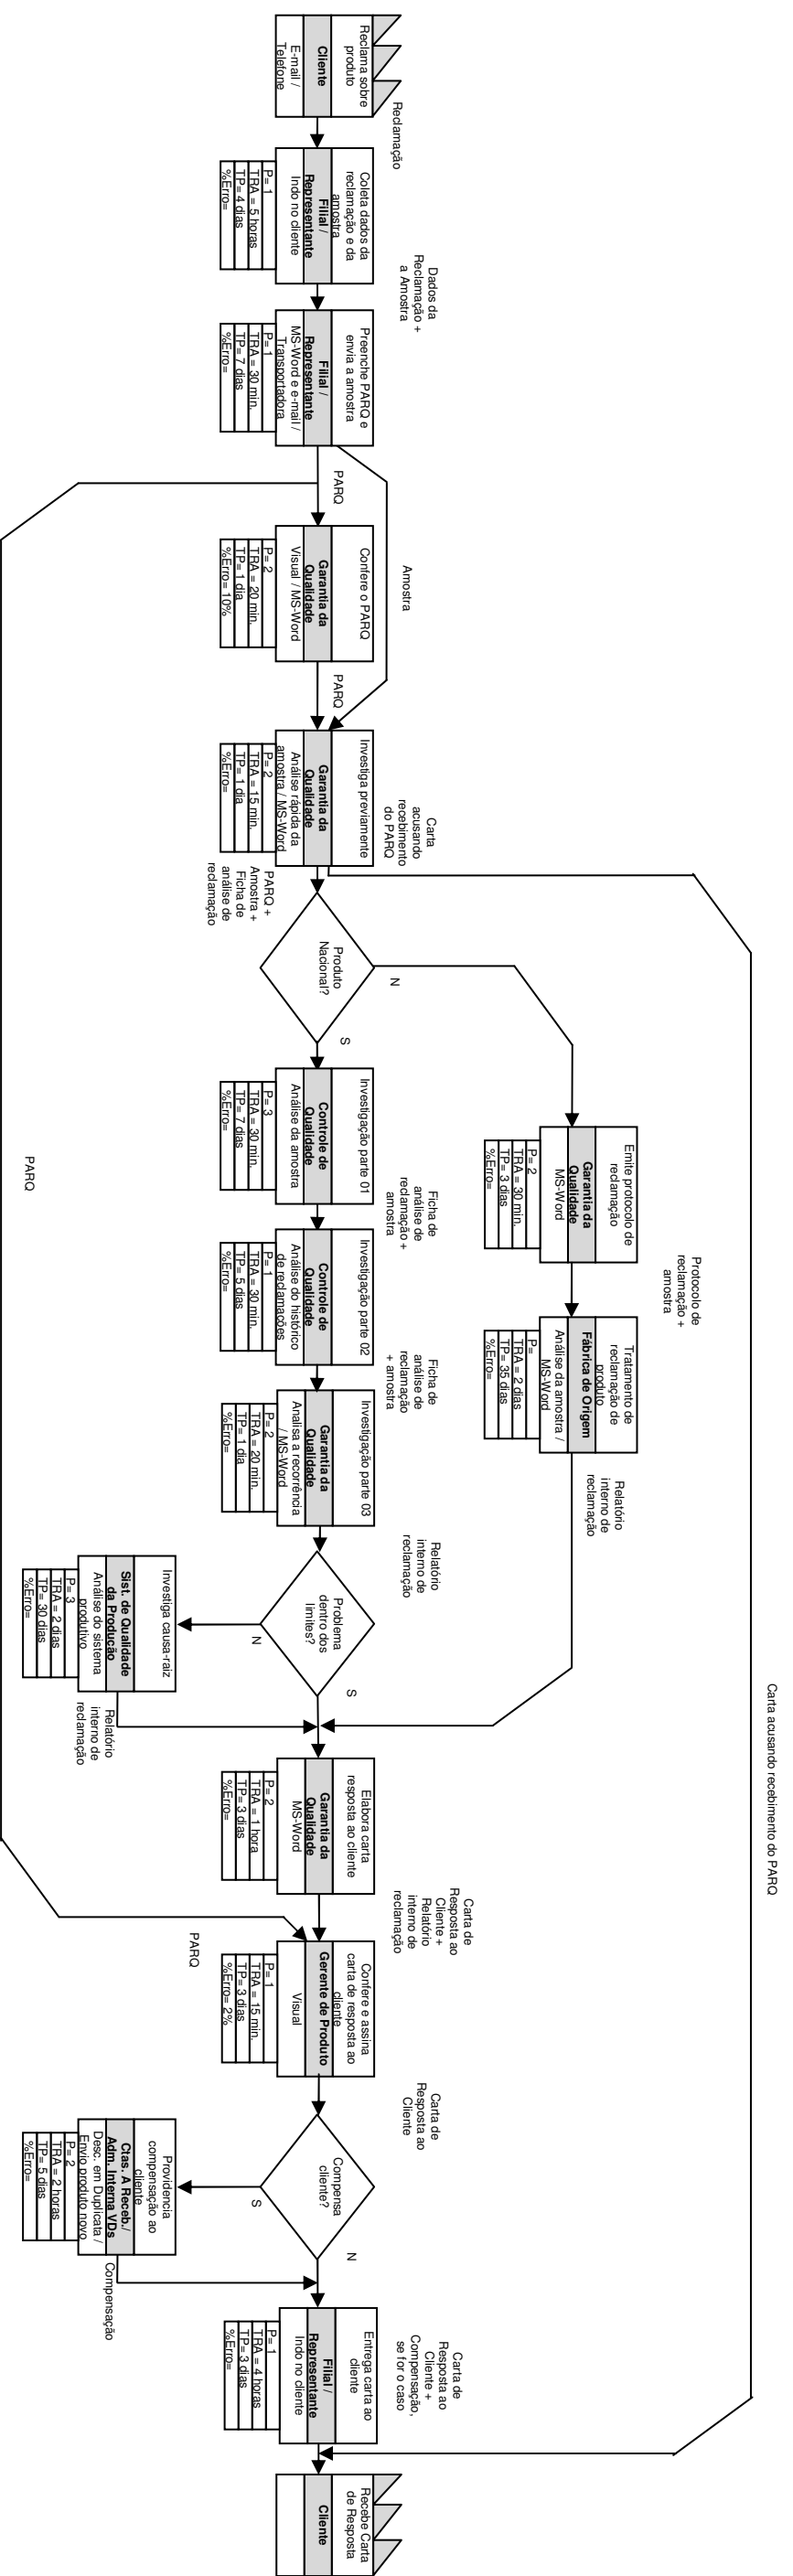 Reclama sobre
produto
Cliente
E-mail /
Telefone
Reclamação
Coleta dados da
reclamação e da
amostra
Filial /
Representante
Indo no cliente
P= 1
TRA = 5 horas
TP= 4 dias
%Erro=
Dados da
Reclamação +
a Amostra
Preenche PARQ e
envia a amostra
Filial /
Representante
MS-Word e e-mail /
Transportadora
P= 1
TRA = 30 min.
TP= 7 dias
%Erro=
PARQ
Amostra
Confere o PARQ
Garantia da
Qualidade
Visual / MS-Word
P= 2
TRA = 20 min.
TP= 1 dia
%Erro= 10%
PARQ
Investiga previamente
Garantia da
Qualidade
Análise rápida da
amostra / MS-Word
P= 2
TRA = 15 min.
TP= 1 dia
%Erro=
Carta
acusando
recebimento
do PARQ
PARQ +
Amostra +
Ficha de
análise de
reclamação
Produto
Nacional?
N
S
Emite protocolo de
reclamação
Garantia da
Qualidade
MS-Word
P= 2
TRA = 30 min.
TP= 3 dias
%Erro=
Protocolo de
reclamação +
amostra
Tratamento de
reclamação de
produto
Fábrica de Origem
Análise da amostra /
MS-Word
P=
TRA = 2 dias
TP= 35 dias
%Erro=
Relatório
interno de
reclamação
Investigação parte 01
Controle de
Qualidade
Análise da amostra
P= 3
TRA = 30 min.
TP= 7 dias
%Erro=
Ficha de
análise de
reclamação +
amostra
Investigação parte 02
Controle de
Qualidade
Análise do histórico
de reclamações
P= 1
TRA = 30 min.
TP= 5 dias
%Erro=
Ficha de
análise de
reclamação
+ amostra
Investigação parte 03
Garantia da
Qualidade
Analisa a recorrência
/ MS-Word
P= 2
TRA = 20 min.
TP= 1 dia
%Erro=
Relatório
interno de
reclamação
Problema
dentro dos
limites?
N
S
Investiga causa-raiz
Sist. de Qualidade
da Produção
Análise do sistema
produtivo
P= 3
TRA = 2 dias
TP= 30 dias
%Erro=
Relatório
interno de
reclamação
PARQ
Carta acusando recebimento do PARQ
Elabora carta
resposta ao cliente
Garantia da
Qualidade
MS-Word
P= 2
TRA = 1 hora
TP= 3 dias
%Erro=
Carta de
Resposta ao
Cliente +
Relatório
interno de
reclamação
PARQ
Confere e assina
carta de resposta ao
cliente
Gerente de Produto
Visual
P= 1
TRA = 15 min.
TP= 3 dias
%Erro= 2%
Carta de
Resposta ao
Cliente
Compensa
cliente?
S
N
Providencia
compensação ao
cliente
Ctas. A Receb./
Adm. Interna VDs
Desc. em Duplicata /
Envio produto novo
P= 2
TRA = 2 horas
TP= 5 dias
%Erro=
Compensação
Carta de
Resposta ao
Cliente +
Compensação,
se for o caso
Entrega carta ao
cliente
Filial /
Representante
Indo no cliente
P= 1
TRA = 4 horas
TP= 3 dias
%Erro=
Recebe Carta
de Resposta
Cliente